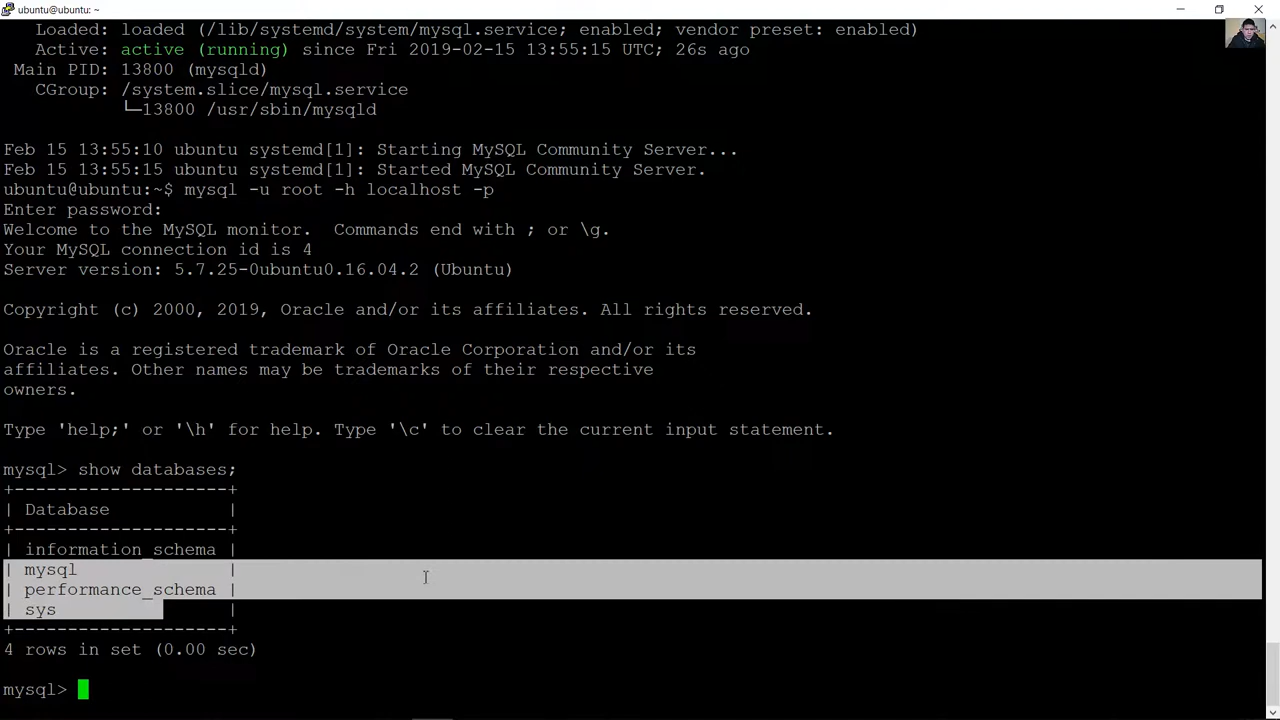 ubuntu@ubuntu: ~
Loaded: loaded (/lib/systemd/system/mysql.service; enabled; vendor preset: enabled)
Active: active (running) since Fri 2019-02-15 13:55:15 UTC; 26s ago
Main PID: 13800 (mysqld)
CGroup: /system.slice/mysql.service
└─13800 /usr/sbin/mysqld
Feb 15 13:55:10 ubuntu systemd[1]: Starting MySQL Community Server...
Feb 15 13:55:15 ubuntu systemd[1]: Started MySQL Community Server.
ubuntu@ubuntu:~$ mysql -u root -h localhost -p
Enter password:
Welcome to the MySQL monitor.  Commands end with ; or \g.
Your MySQL connection id is 4
Server version: 5.7.25-0ubuntu0.16.04.2 (Ubuntu)
Copyright (c) 2000, 2019, Oracle and/or its affiliates. All rights reserved.
Oracle is a registered trademark of Oracle Corporation and/or its
affiliates. Other names may be trademarks of their respective
owners.
Type 'help;' or '\h' for help. Type '\c' to clear the current input statement.
mysql> show databases;
+--------------------+
| Database           |
+--------------------+
| information_schema |
| mysql              |
| performance_schema |
| sys                |
+--------------------+
4 rows in set (0.00 sec)
mysql>